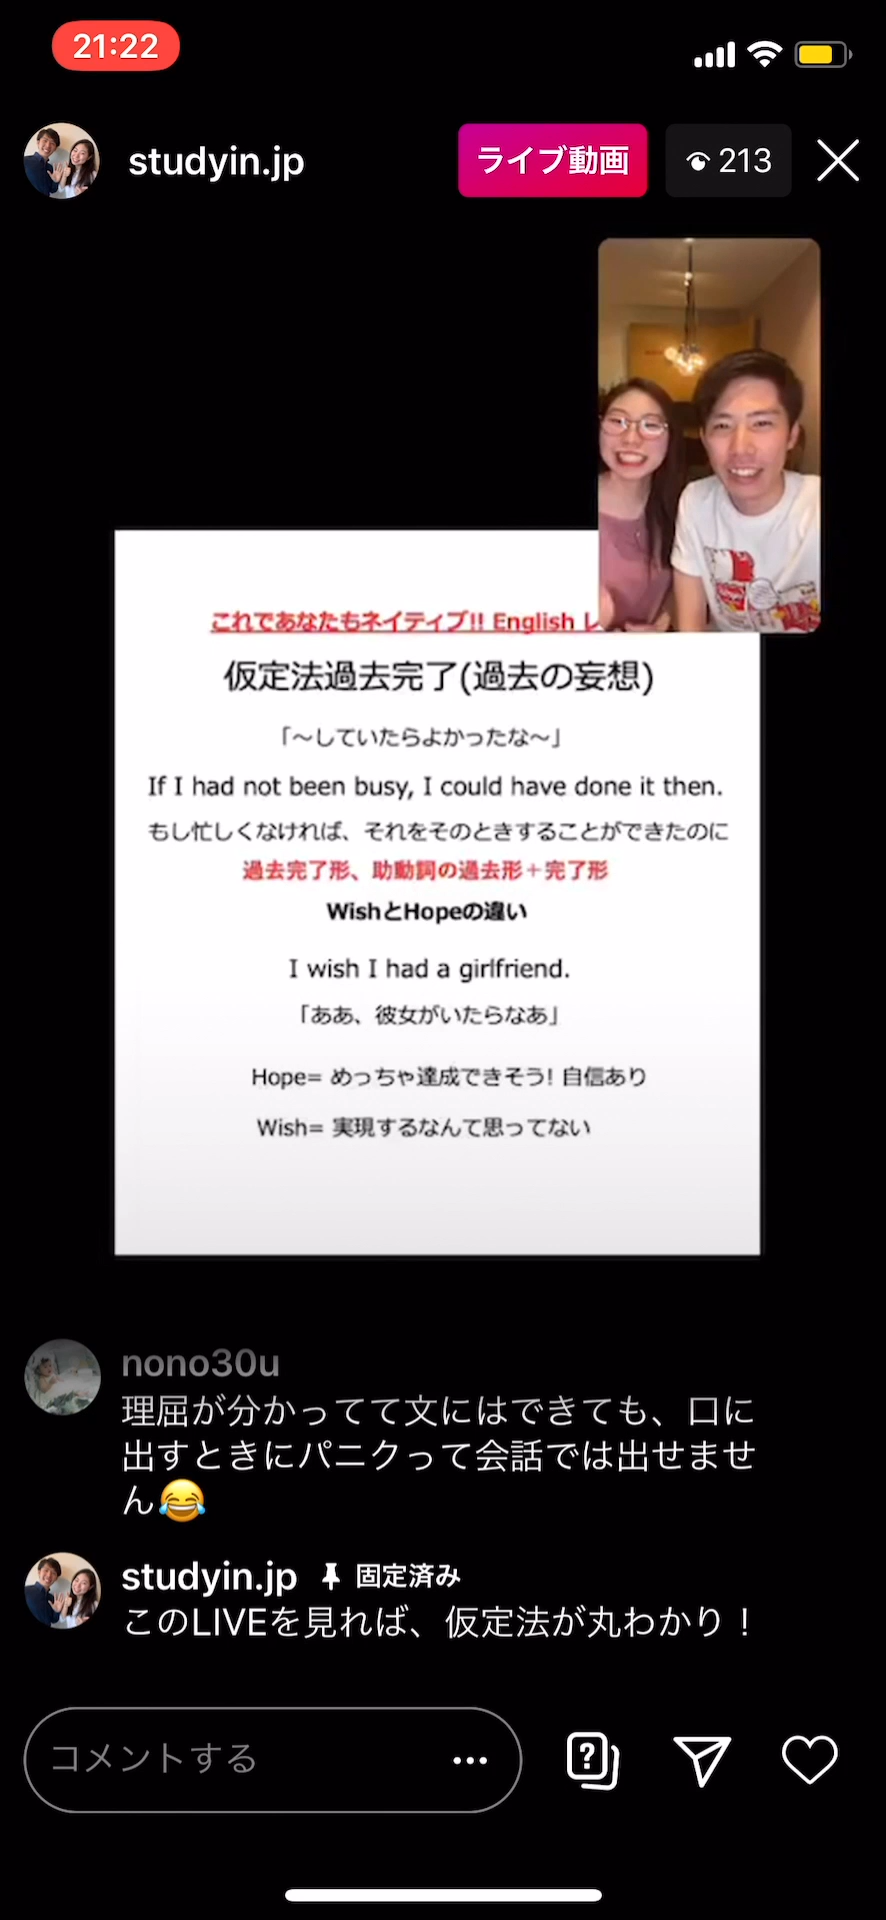 21:22
studyin.jp
ライブ動画
213
これであなたもネイティブ!! English レ
仮定法過去完了(過去の妄想)
「～していたらよかったな～」
If I had not been busy, I could have done it then.
もし忙しくなければ、それをそのときすることができたのに
過去完了形、助動詞の過去形＋完了形
WishとHopeの違い
I wish I had a girlfriend.
「ああ、彼女がいたらなあ」
Hope= めっちゃ達成できそう! 自信あり
Wish= 実現するなんて思ってない
nono30u
理屈が分かってて文にはできても、口に
出すときにパニクって会話では出せませ
ん😂
studyin.jp 固定済み
このLIVEを見れば、仮定法が丸わかり！
コメントする